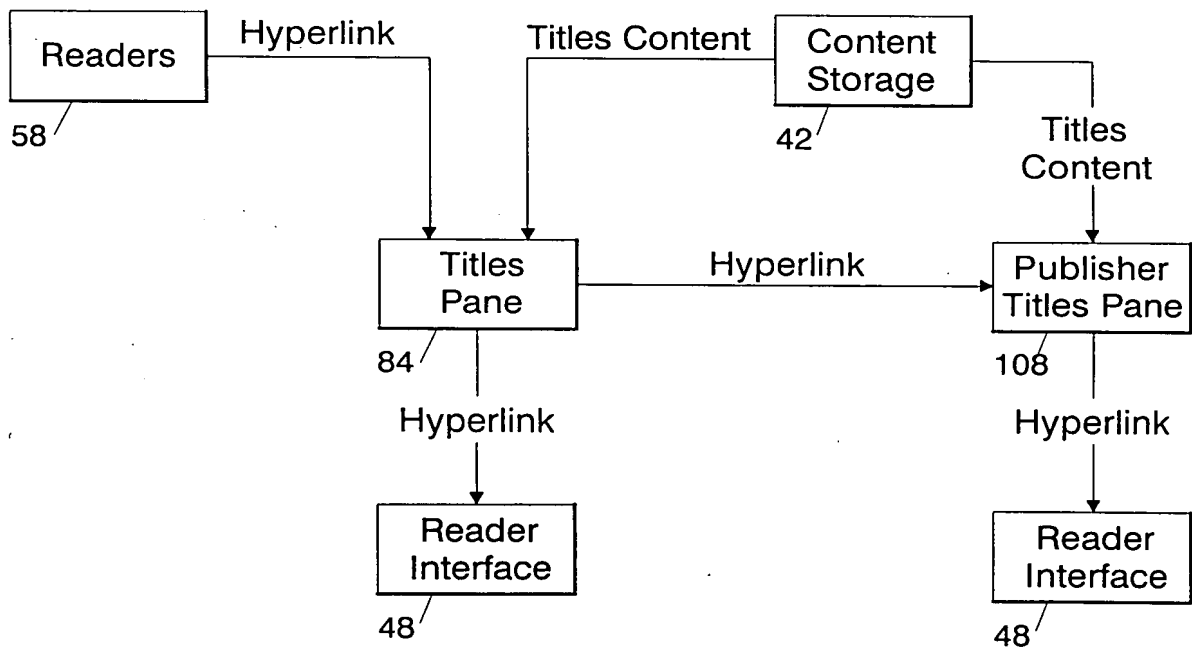 Readers
Hyperlink
Titles Content
Content
Storage
58
42
Titles
Content
Titles
Pane
Hyperlink
Publisher
Titles Pane
84
108
Hyperlink
Hyperlink
Reader
Interface
Reader
Interface
48
48